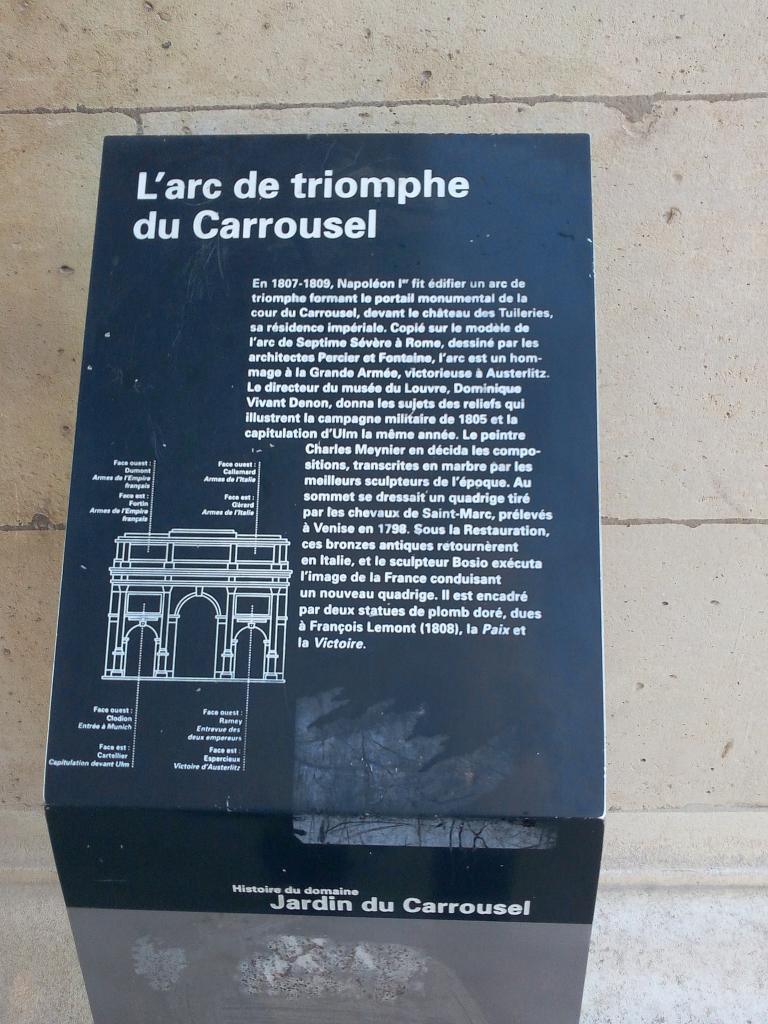 L'arc de triomphe
du Carrousel
En 1807-1809, Napoléon Ier fit édifier un arc de
triomphe formant le portail monumental de la
cour du Carrousel, devant le château des Tuileries,
sa résidence impériale. Copié sur le modèle de
l'arc de Septime Sévère à Rome, dessiné par les
architectes Percier et Fontaine, l'arc est un hom-
mage à la Grande Armée, victorieuse à Austerlitz.
Le directeur du musée du Louvre, Dominique
Vivant Denon, donna les sujets des reliefs qui
illustrent la campagne militaire de 1805 et la
capitulation d'Ulm la même année. Le peintre
Charles Meynier en décida les compo-
sitions, transcrites en marbre par les
meilleurs sculpteurs de l'époque. Au
sommet se dressait un quadrige tiré
par les chevaux de Saint-Marc, prélevés
à Venise en 1798. Sous la Restauration,
ces bronzes antiques retournèrent
en Italie, et le sculpteur Bosio exécuta
l'image de la France conduisant
un nouveau quadrige. Il est encadré
par deux statues de plomb doré, dues
à François Lemont (1808), la Paix et
la Victoire.
Face ouest :
Dumont
Armes de l'Empire
français
Face est :
Fortin
Armes de l'Empire
français
Face ouest :
Callamard
Armes de l'Italie
Face est :
Gérard
Armes de l'Italie
Face ouest :
Clodion
Entrée à Munich
Face est :
Cartellier
Capitulation devant Ulm
Face ouest :
Ramey
Entrevue des
deux empereurs
Face est :
Espercieux
Victoire d'Austerlitz
Histoire du domaine
Jardin du Carrousel